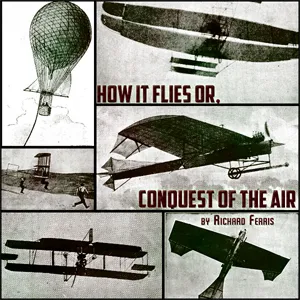 HOW IT FLIES OR,
CONQUEST OF THE AIR
BY RICHARD FERRIS